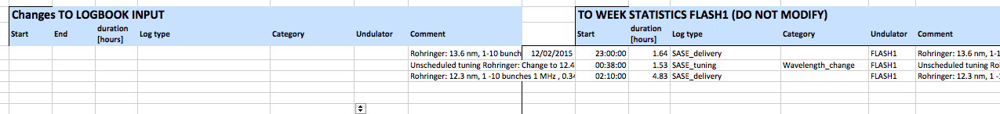 Changes TO LOGBOOK INPUT TO WEEK STATISTICS FLASH1 (DO NOT MODIFY)
Start End duration [hours] Log type Category Undulator Comment Start duration [hours] Log type Category Undulator Comment
Rohringer: 13.6 nm, 1-10 bunch 12/02/2015 23:00:00 1.64 SASE_delivery FLASH1 Rohringer: 13.6 nm, 1-1
Unscheduled tuning Rohringer: Change to 12.4 00:38:00 1.53 SASE_tuning Wavelength_change FLASH1 Unscheduled tuning Ro
Rohringer: 12.3 nm, 1 -10 bunches 1 MHz , 0.34 02:10:00 4.83 SASE_delivery FLASH1 Rohringer: 12.3 nm, 1 -1